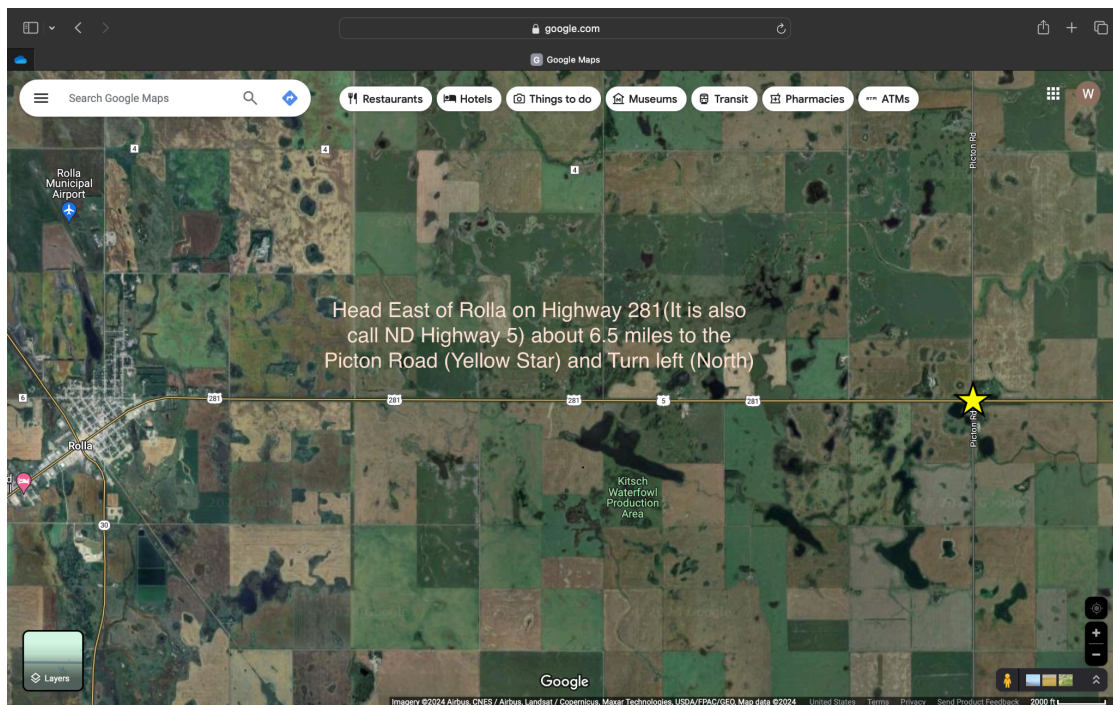 google.com
G Google Maps
Search Google Maps
Restaurants
Hotels
Things to do
Museums
Transit
Pharmacies
ATMs
W
Picton Rd
4
4
4
Rolla
Municipal
Airport
Head East of Rolla on Highway 281(It is also
call ND Highway 5) about 6.5 miles to the
Picton Road (Yellow Star) and Turn left (North)
6
281
281
281
5
281
Picton Rd
Rolla
d
Kitsch
Waterfowl
Production
Area
30
Layers
Google
Imagery ©2024 Airbus, CNES / Airbus, Landsat / Copernicus, Maxar Technologies, USDA/FPAC/GEO, Map data ©2024 United States Terms Privacy Send Product Feedback 2000 ft